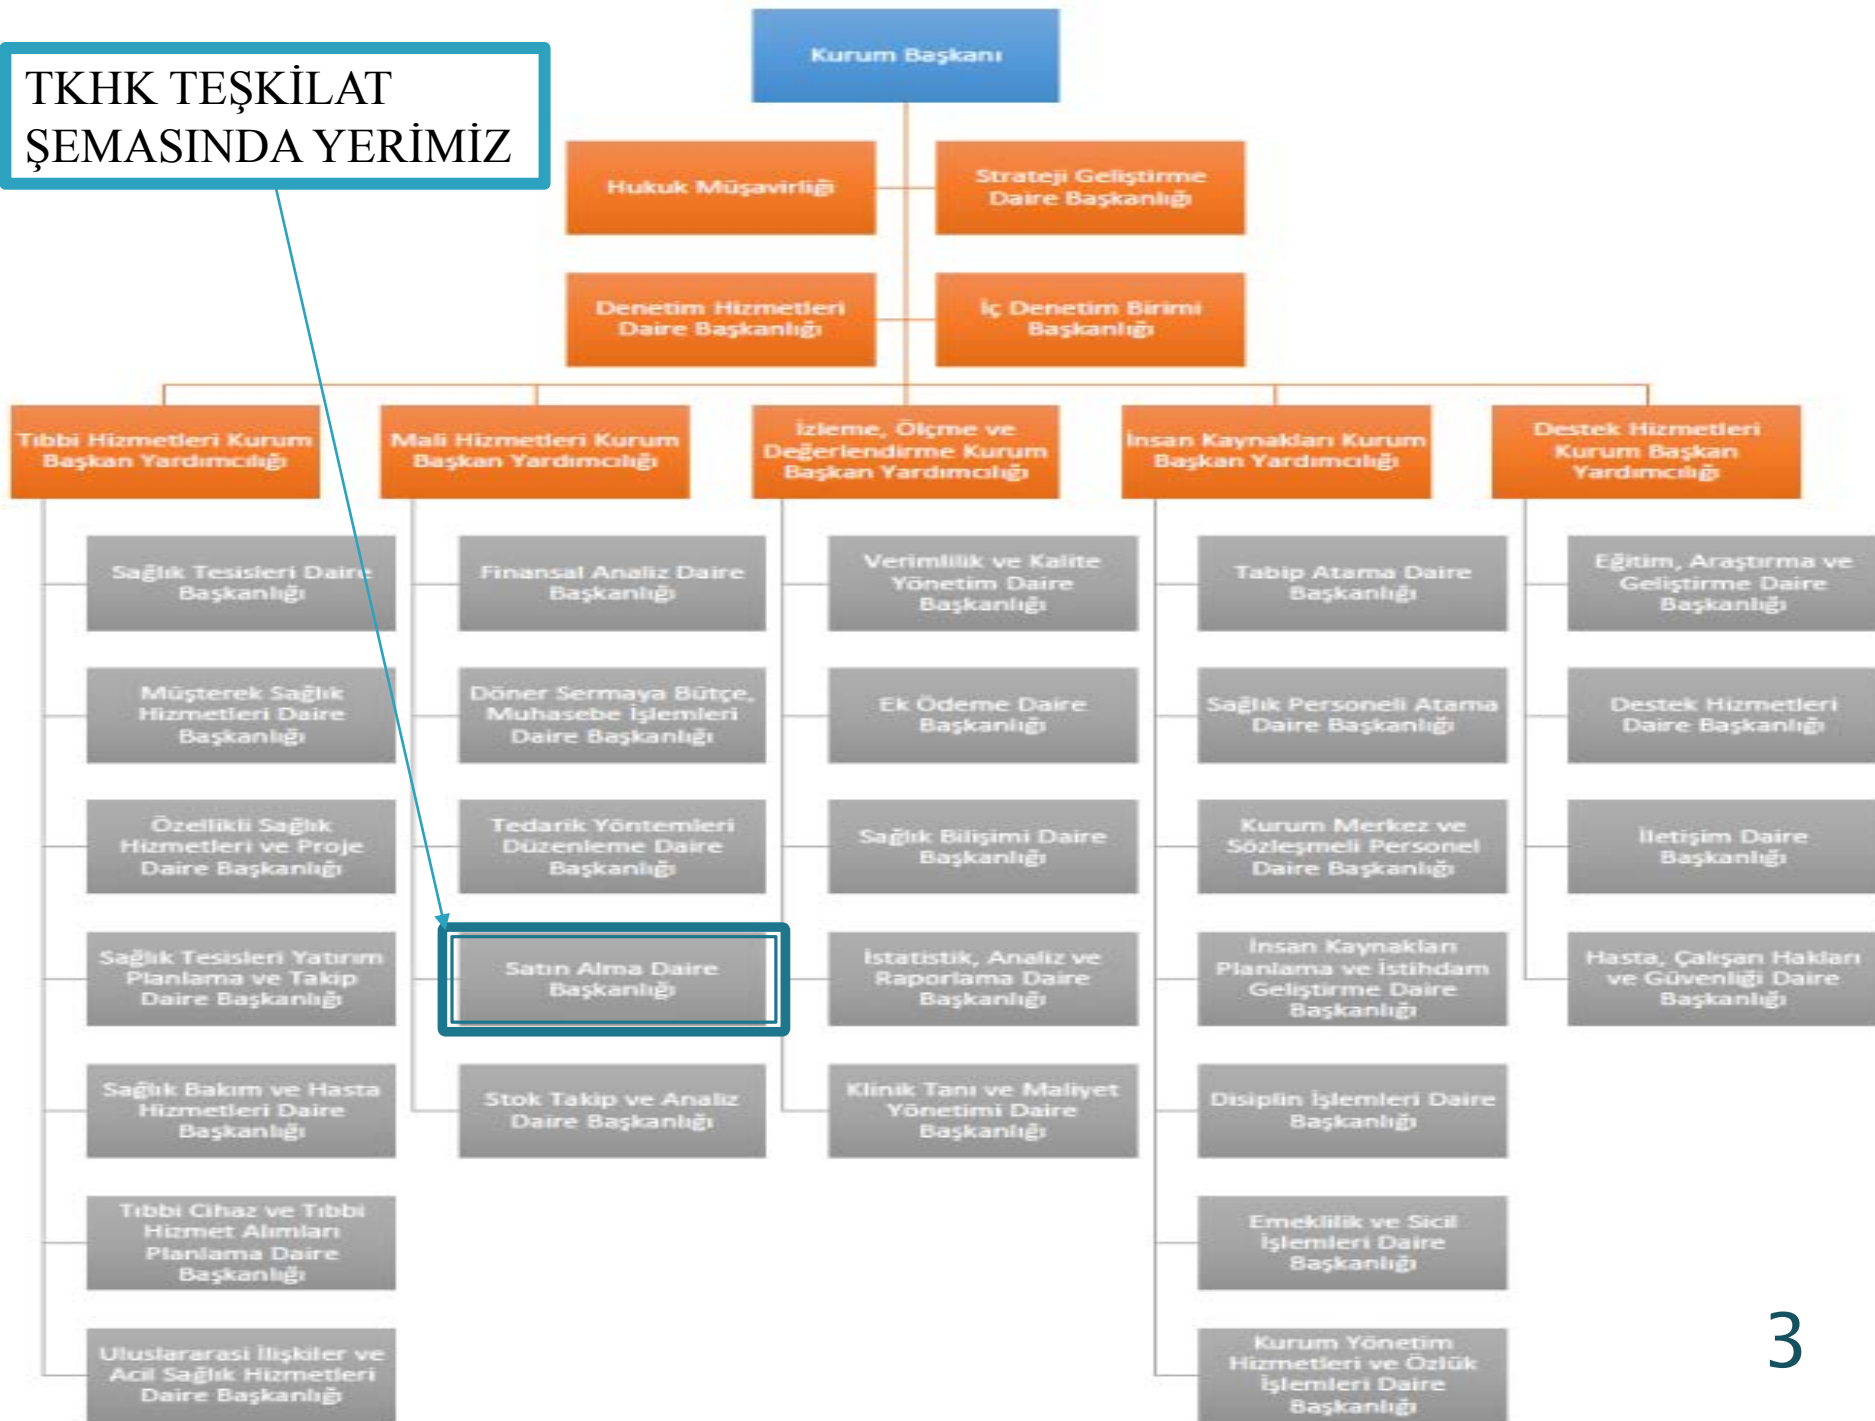 TKHK TEŞKİLAT
ŞEMASINDA YERİMİZ
Kurum Başkanı
Hukuk Müşavirliği
Strateji Geliştirme
Daire Başkanlığı
Denetim Hizmetleri
Daire Başkanlığı
İç Denetim Birimi
Başkanlığı
Tıbbi Hizmetleri Kurum
Başkan Yardımcılığı
Mali Hizmetleri Kurum
Başkan Yardımcılığı
İzleme, Ölçme ve
Değerlendirme Kurum
Başkan Yardımcılığı
İnsan Kaynakları Kurum
Başkan Yardımcılığı
Destek Hizmetleri
Kurum Başkan
Yardımcılığı
Sağlık Tesisleri Daire
Başkanlığı
Müşterek Sağlık
Hizmetleri Daire
Başkanlığı
Özellikli Sağlık
Hizmetleri ve Proje
Daire Başkanlığı
Sağlık Tesisleri Yatırım
Planlama ve Takip
Daire Başkanlığı
Sağlık Bakım ve Hasta
Hizmetleri Daire
Başkanlığı
Tıbbi Cihaz ve Tıbbi
Hizmet Alımları
Planlama Daire
Başkanlığı
Uluslararasi İlişkiler ve
Acil Sağlık Hizmetleri
Daire Başkanlığı
Finansal Analiz Daire
Başkanlığı
Döner Sermaya Bütçe,
Muhasebe İşlemleri
Daire Başkanlığı
Tedarik Yöntemleri
Düzenleme Daire
Başkanlığı
Satın Alma Daire
Başkanlığı
Stok Takip ve Analiz
Daire Başkanlığı
Verimlilik ve Kalite
Yönetim Daire
Başkanlığı
Ek Ödeme Daire
Başkanlığı
Sağlık Bilişimi Daire
Başkanlığı
İstatistik, Analiz ve
Raporlama Daire
Başkanlığı
Klinik Tanı ve Maliyet
Yönetimi Daire
Başkanlığı
Tabip Atama Daire
Başkanlığı
Sağlık Personeli Atama
Daire Başkanlığı
Kurum Merkez ve
Sözleşmeli Personel
Daire Başkanlığı
İnsan Kaynakları
Planlama ve İstihdam
Geliştirme Daire
Başkanlığı
Disiplin İşlemleri Daire
Başkanlığı
Emeklilik ve Sicil
İşlemleri Daire
Başkanlığı
Kurum Yönetim
Hizmetleri ve Özlük
İşlemleri Daire
Başkanlığı
Eğitim, Araştırma ve
Geliştirme Daire
Başkanlığı
Destek Hizmetleri
Daire Başkanlığı
İletişim Daire
Başkanlığı
Hasta, Çalışan Hakları
ve Güvenliği Daire
Başkanlığı
3